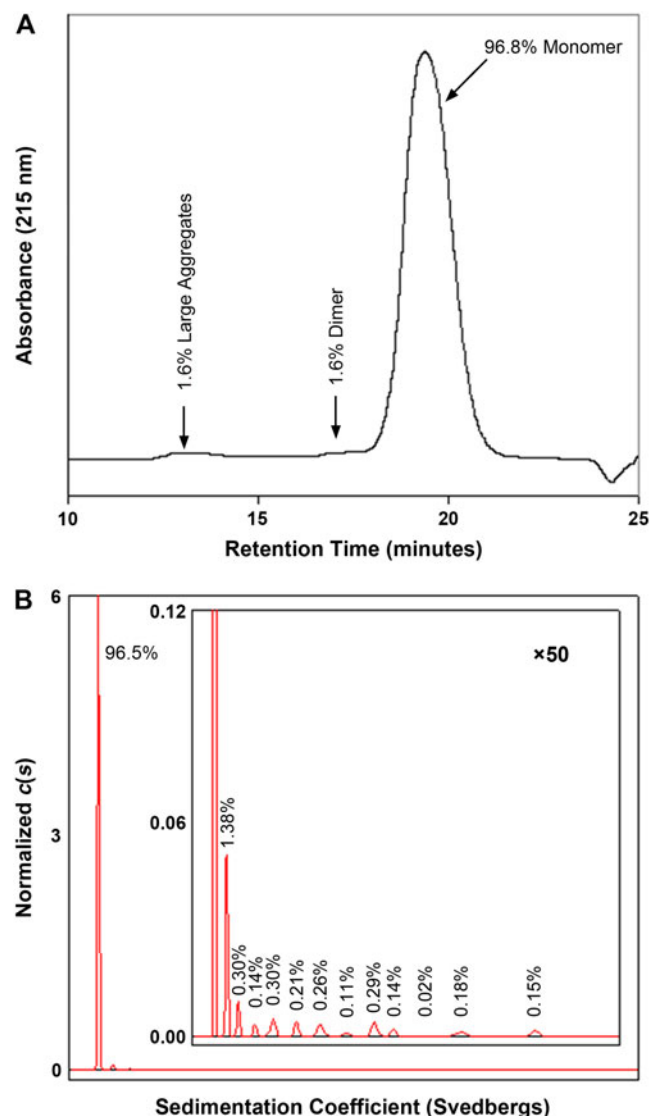 A
96.8% Monomer
Absorbance (215 nm)
1.6% Large Aggregates
1.6% Dimer
10
15
20
25
Retention Time (minutes)
B
6
0.12
96.5%
×50
Normalized c(s)
3
0.06
1.38%
0.30%
0.14%
0.30%
0.21%
0.26%
0.11%
0.29%
0.14%
0.02%
0.18%
0.15%
0.00
0
Sedimentation Coefficient (Svedbergs)